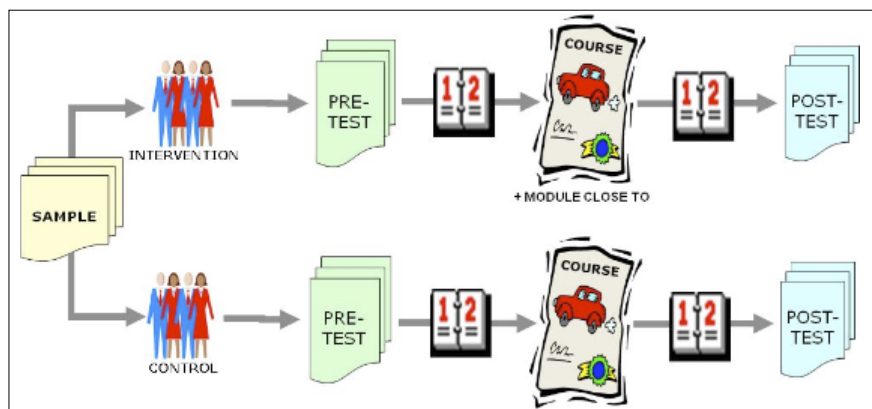 INTERVENTION
PRE-
TEST
1 2
COURSE
+ MODULE CLOSE TO
1 2
POST-
TEST
SAMPLE
CONTROL
PRE-
TEST
1 2
COURSE
1 2
POST-
TEST